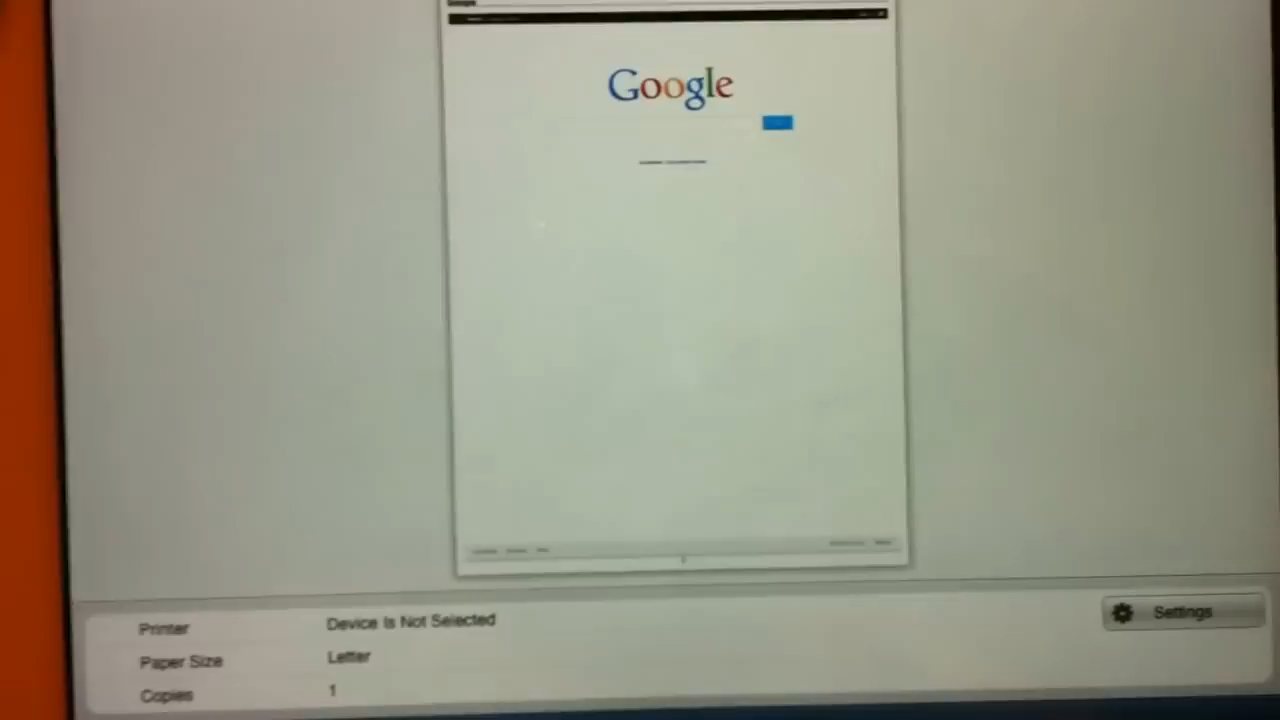 Google
Printer Device Is Not Selected
Settings
Paper Size Letter
Copies 1